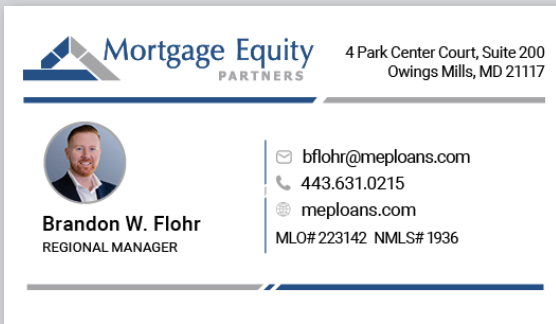 Mortgage Equity
PARTNERS
4 Park Center Court, Suite 200
Owings Mills, MD 21117
Brandon W. Flohr
REGIONAL MANAGER
bflohr@meploans.com
443.631.0215
meploans.com
MLO# 223142 NMLS# 1936